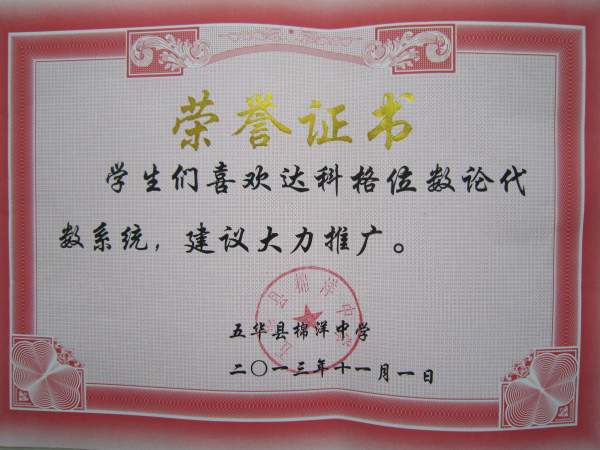 荣誉证书
学生们喜欢达科格位数论代
数系统，建议大力推广。
五华县棉洋中学
二〇一三年十一月一日